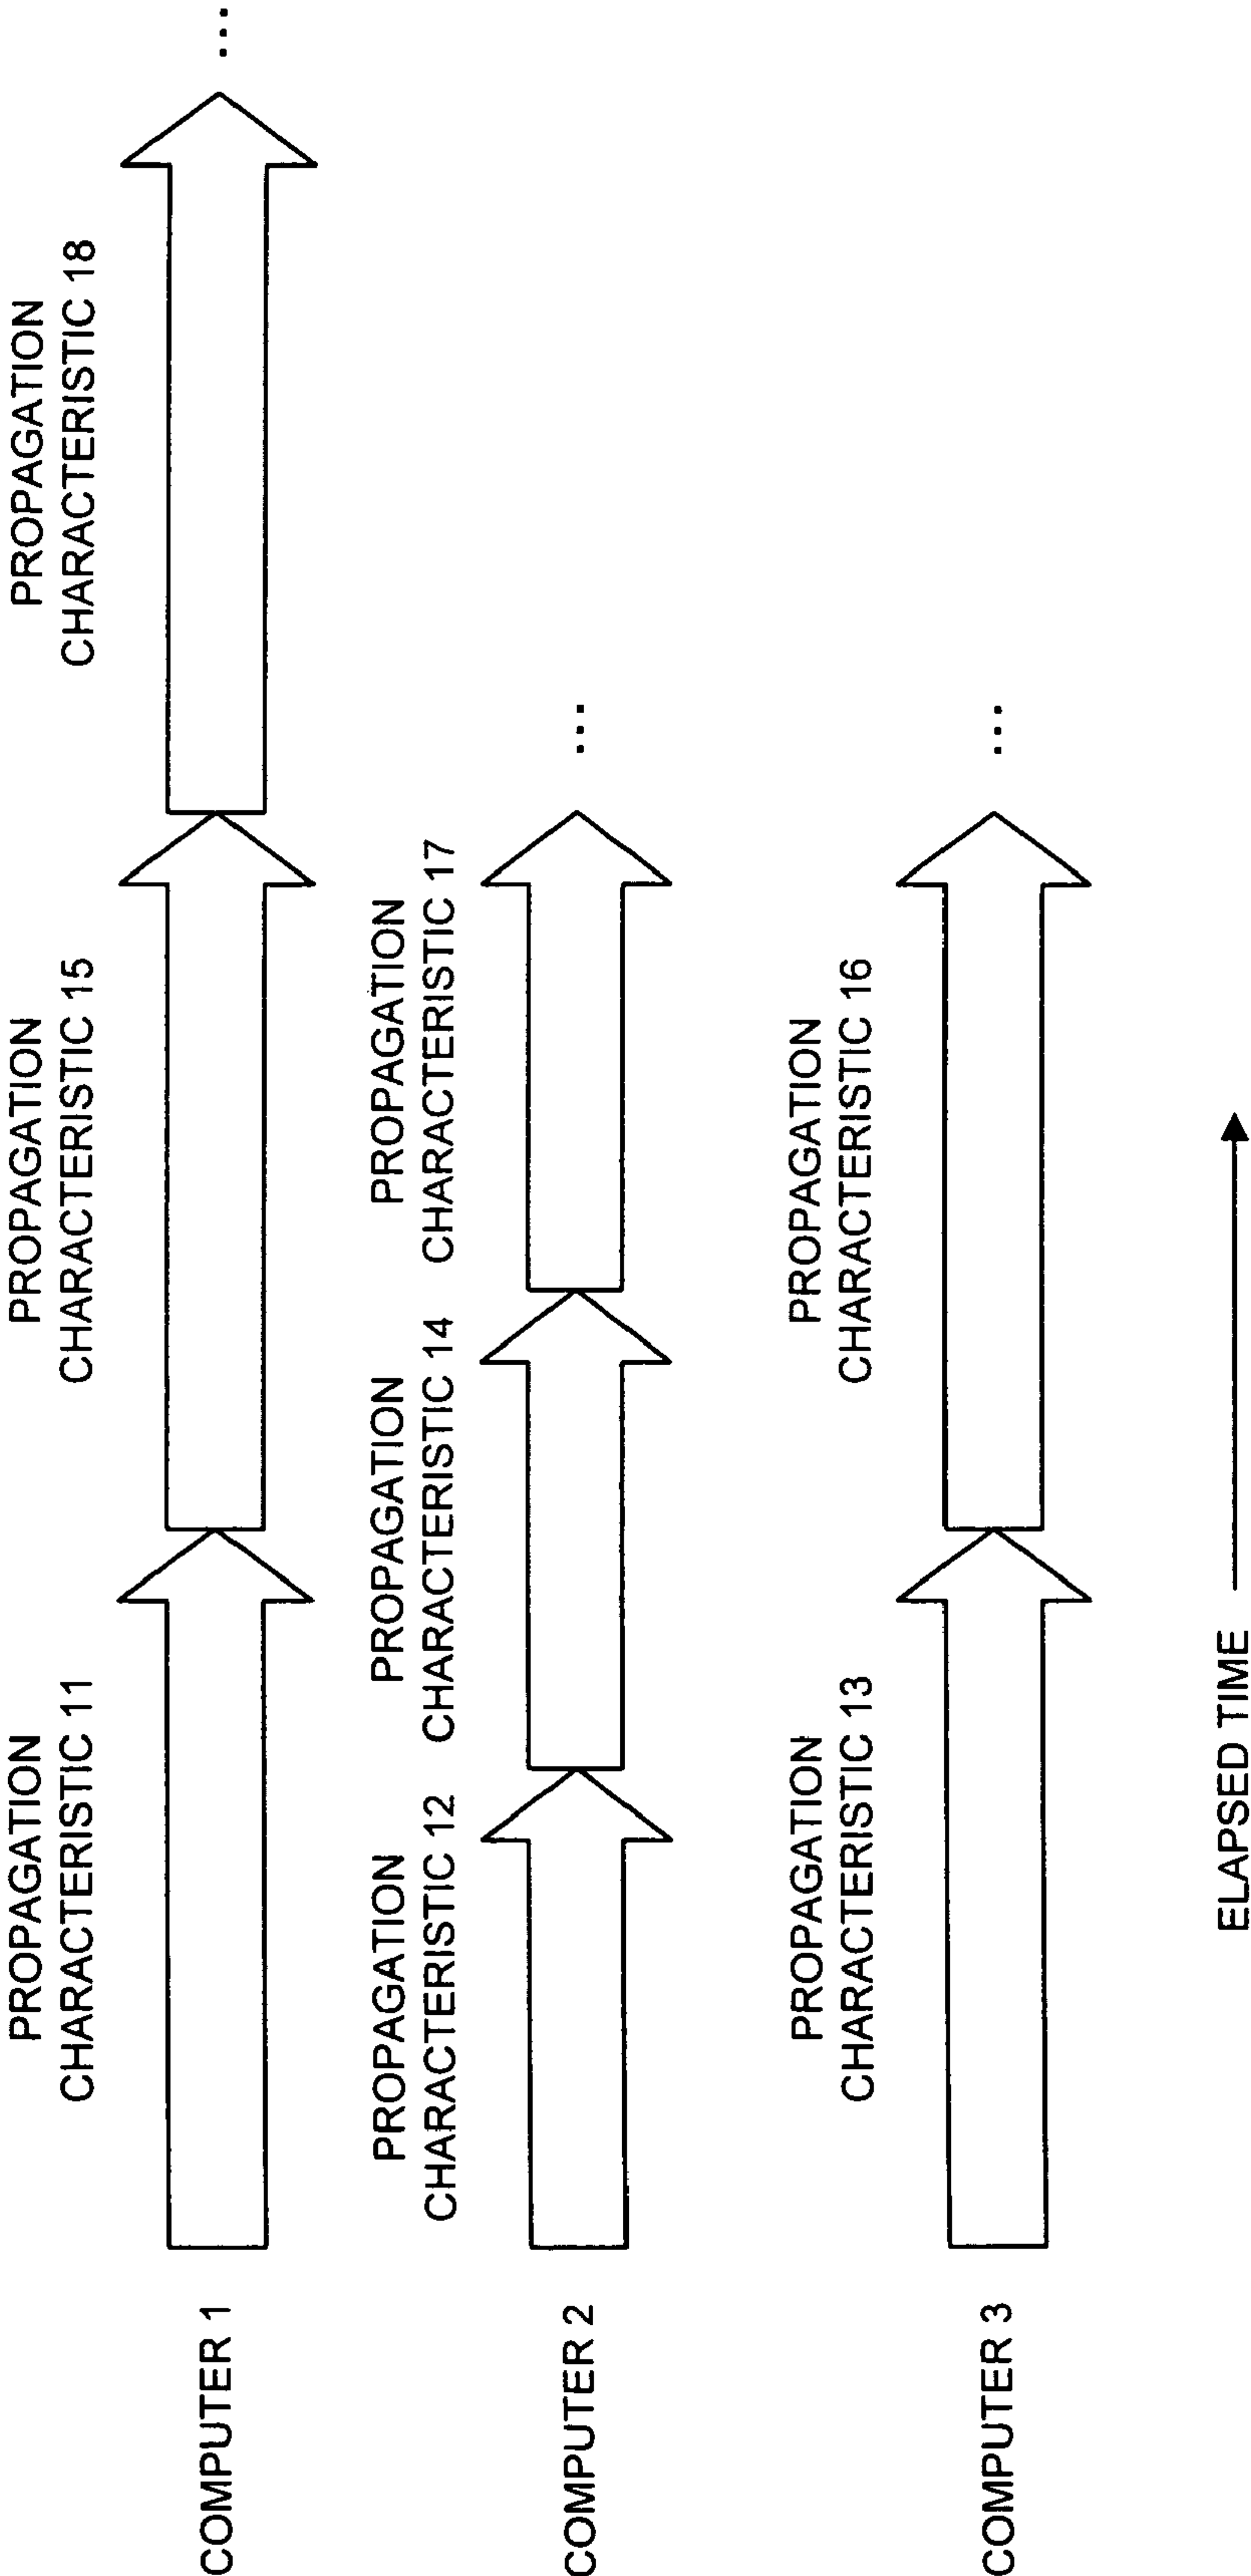 PROPAGATION
CHARACTERISTIC 11
PROPAGATION
CHARACTERISTIC 15
PROPAGATION
CHARACTERISTIC 18
COMPUTER 1
...
PROPAGATION
CHARACTERISTIC 12
PROPAGATION
CHARACTERISTIC 14
PROPAGATION
CHARACTERISTIC 17
COMPUTER 2
...
PROPAGATION
CHARACTERISTIC 13
PROPAGATION
CHARACTERISTIC 16
COMPUTER 3
...
ELAPSED TIME